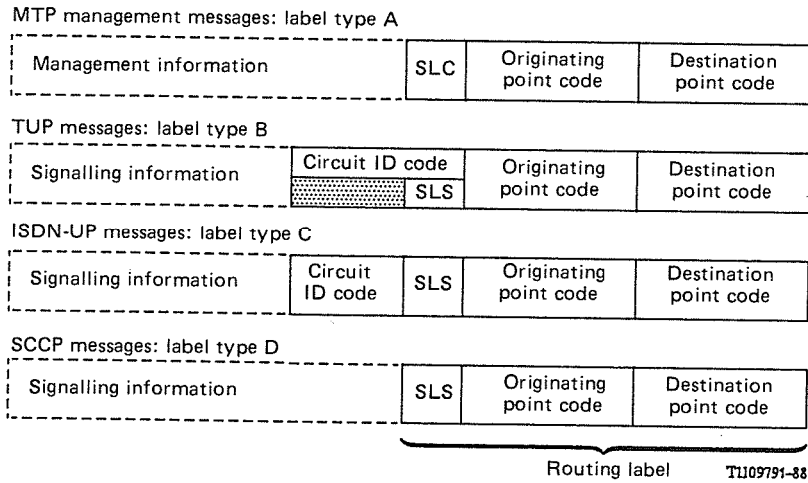 MTP management messages: label type A
Management information
SLC
Originating
point code
Destination
point code
TUP messages: label type B
Signalling information
Circuit ID code
SLS
Originating
point code
Destination
point code
ISDN-UP messages: label type C
Signalling information
Circuit
ID code
SLS
Originating
point code
Destination
point code
SCCP messages: label type D
Signalling information
SLS
Originating
point code
Destination
point code
Routing label
T1109791-88